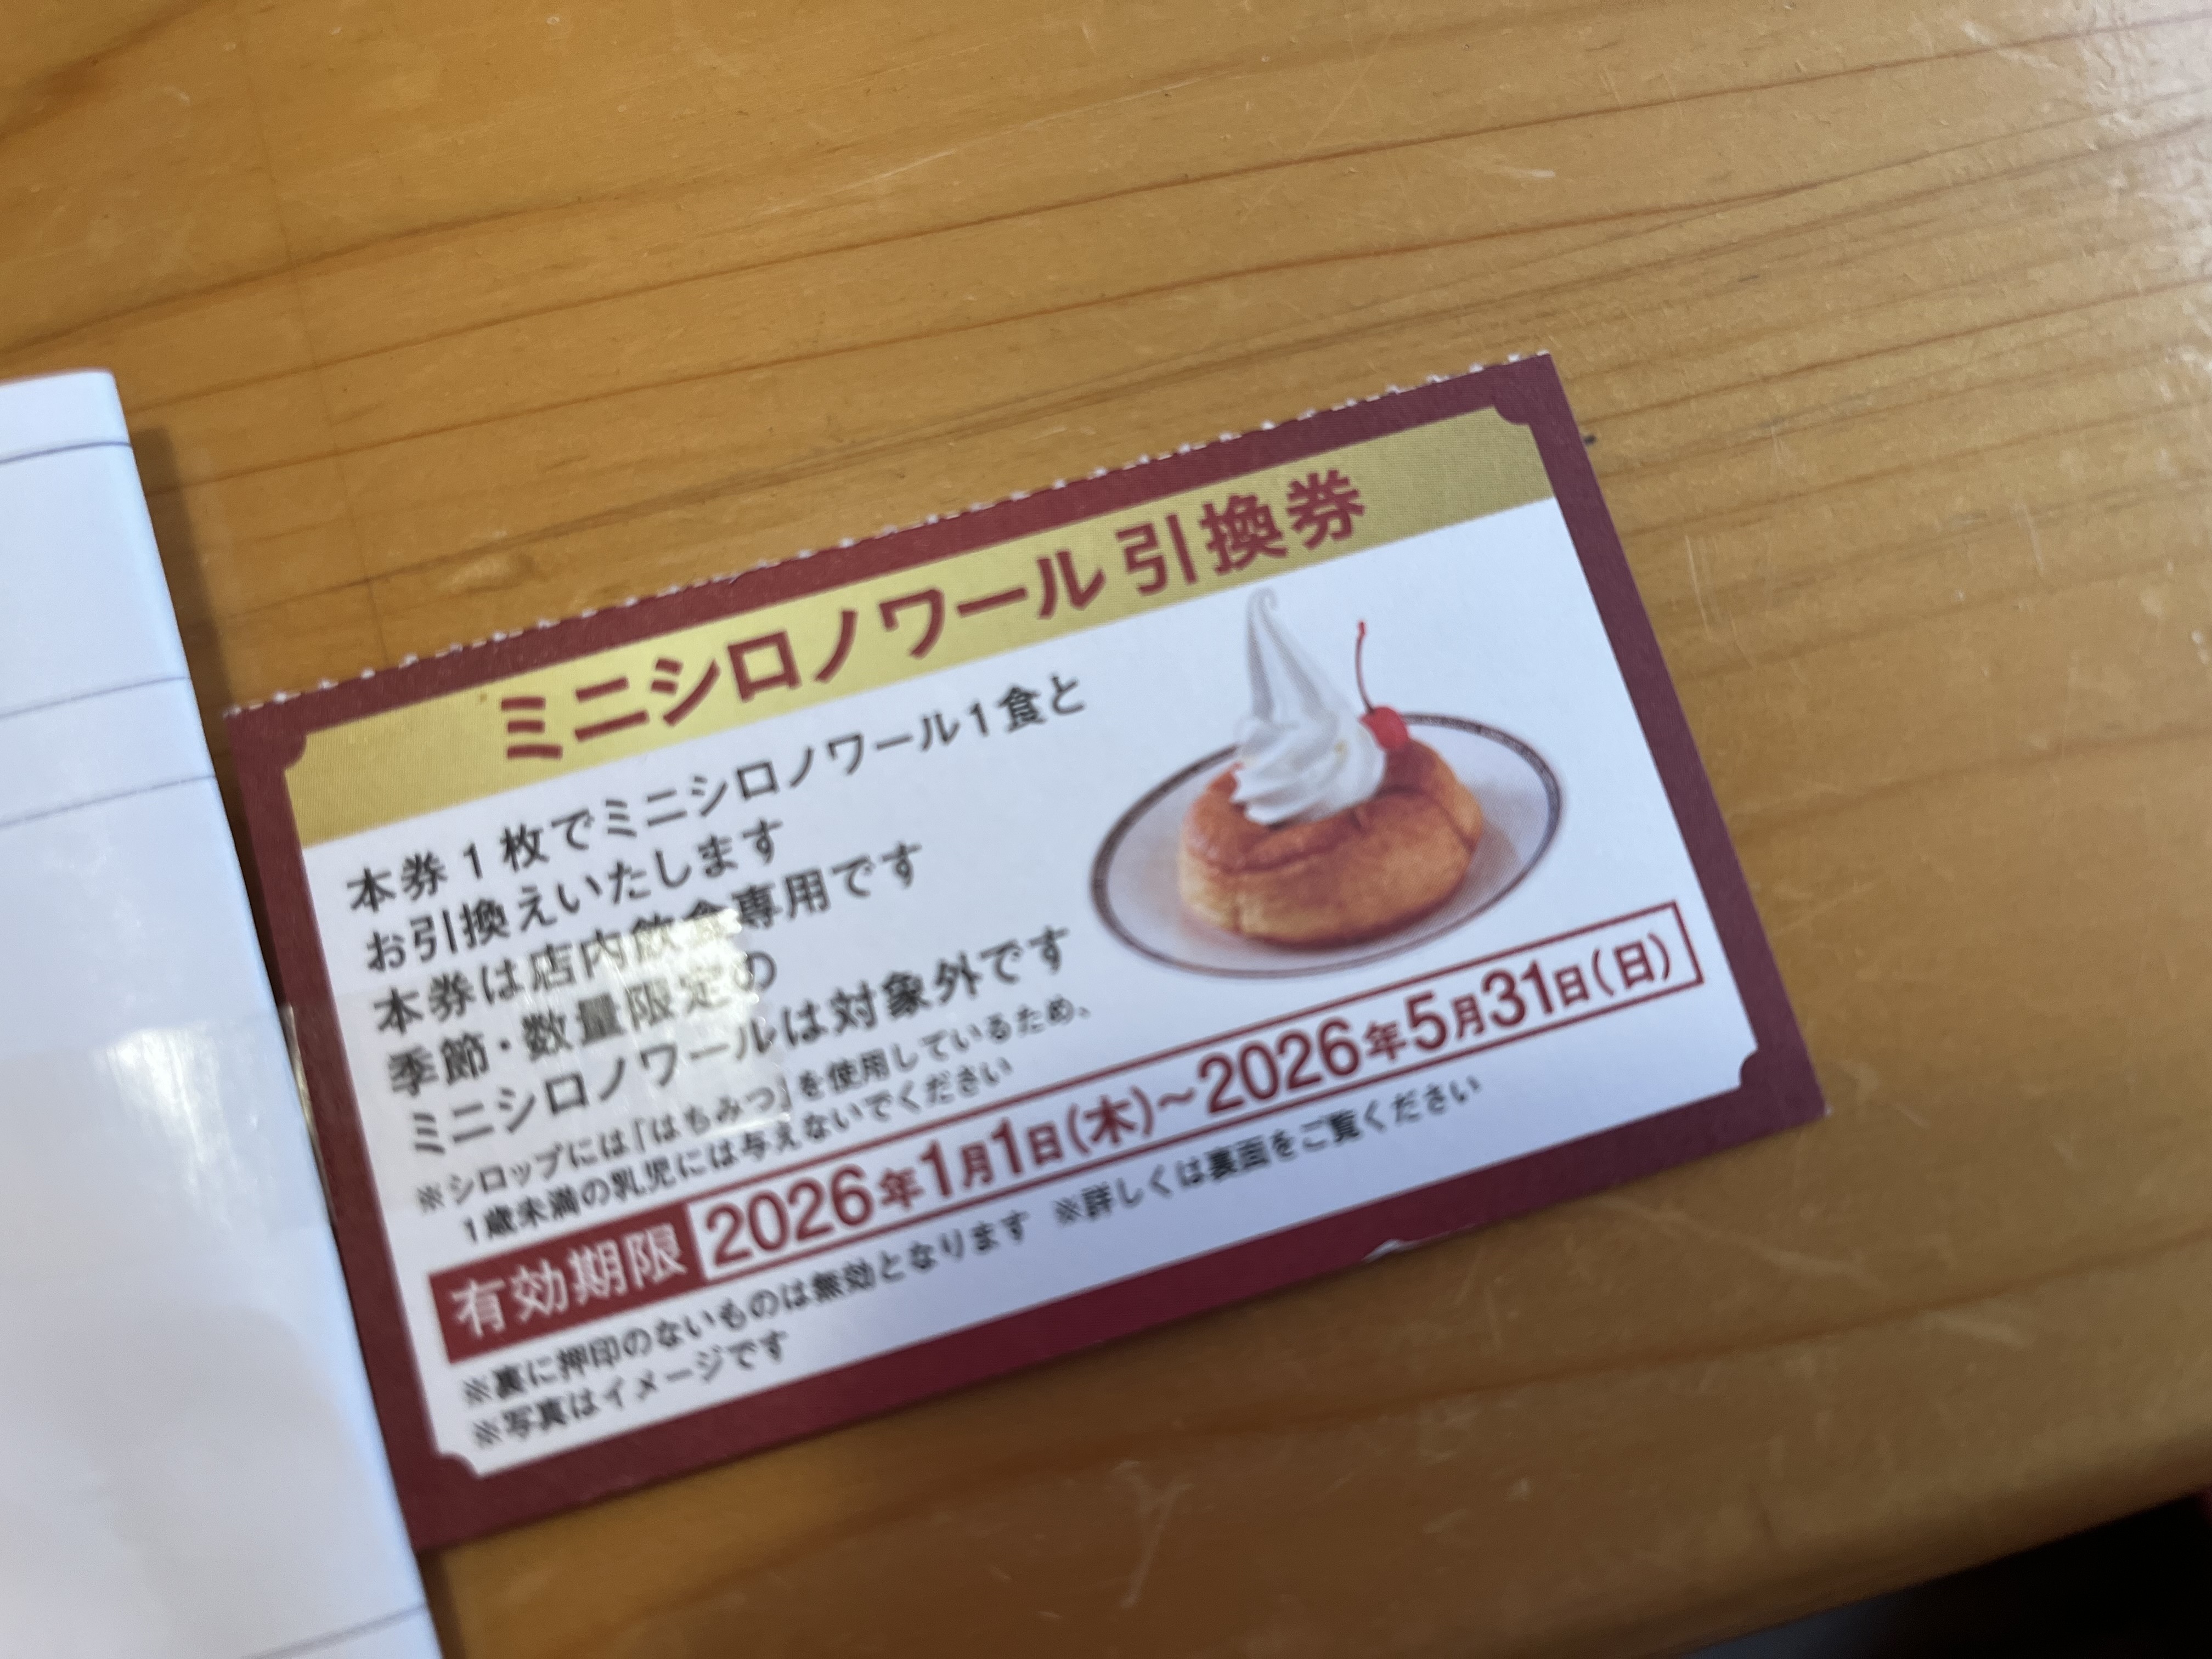 ミニシロノワール 引換券
本券1枚でミニシロノワール1食と
お引換えいたします
本券は店内飲食専用です
季節・数量限定の
ミニシロノワールは対象外です
※シロップには「はちみつ」を使用しているため、
1歳未満の乳児には与えないでください
有効期限 2026年1月1日(木)~2026年5月31日(日)
※裏に押印のないものは無効となります ※詳しくは裏面をご覧ください
※写真はイメージです